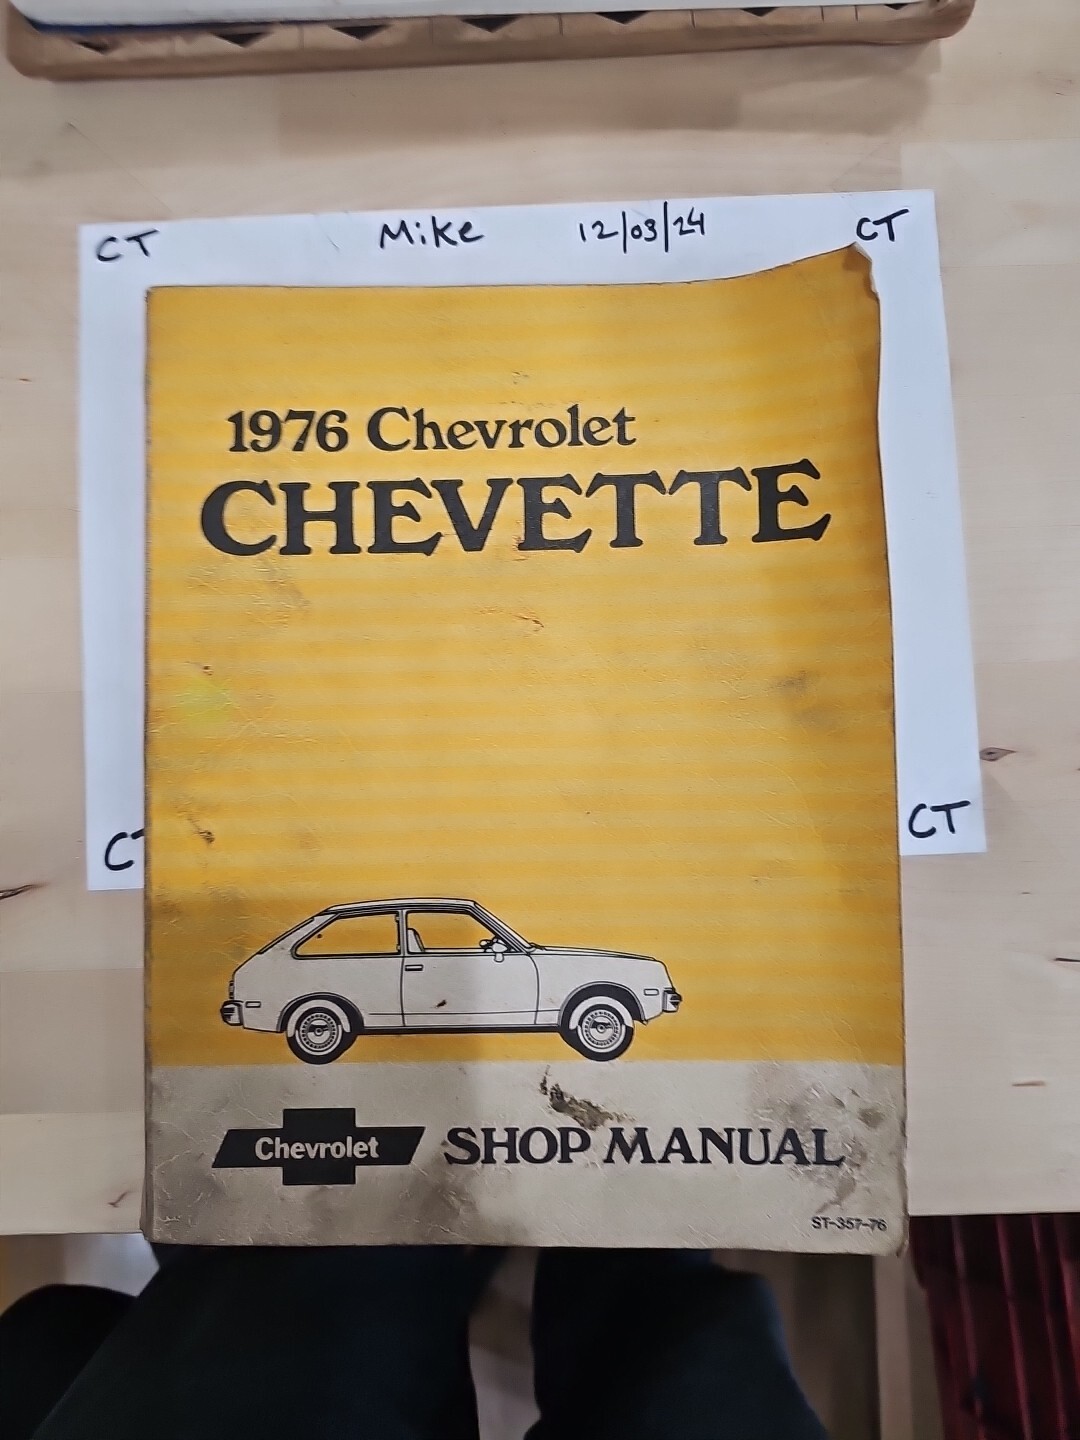 CT Mike 12/03/24 CT
1976 Chevrolet
CHEVETTE
CT CT
Chevrolet SHOP MANUAL
ST-357-76